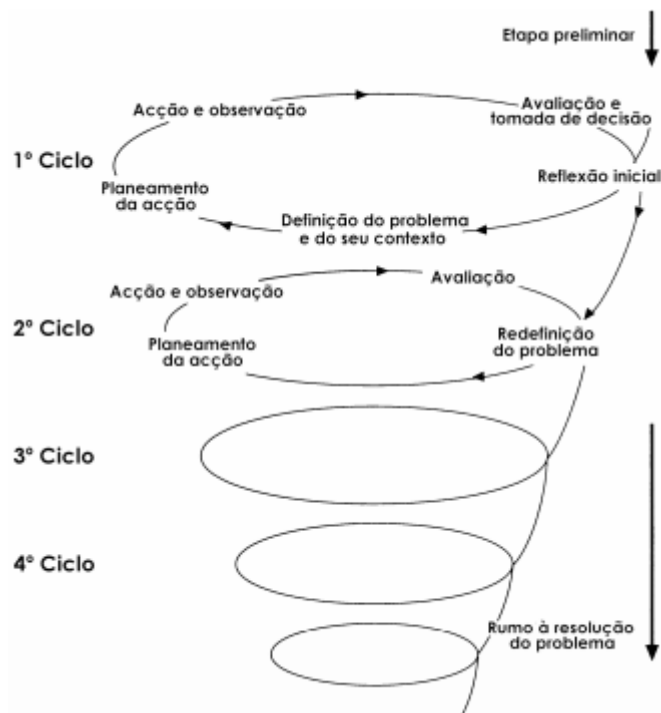 Etapa preliminar
Acção e observação
Avaliação e
tomada de decisão
1º Ciclo
Reflexão inicial
Planeamento
da acção
Definição do problema
e do seu contexto
Acção e observação
Avaliação
2º Ciclo
Planeamento
da acção
Redefinição
do problema
3º Ciclo
4º Ciclo
Rumo à resolução
do problema